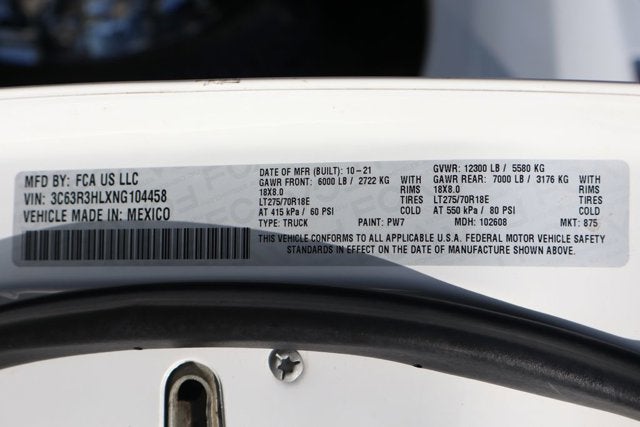 MFD BY: FCA US LLC
VIN: 3C63R3HLXNG104458
VEHICLE MADE IN: MEXICO
DATE OF MFR (BUILT): 10-21
GAWR FRONT: 6000 LB / 2722 KG WITH
18X8.0 RIMS
LT275/70R18E TIRES
AT 415 kPa / 60 PSI COLD
TYPE: TRUCK PAINT: PW7
GVWR: 12300 LB / 5580 KG
GAWR REAR: 7000 LB / 3176 KG WITH
18X8.0 RIMS
LT275/70R18E TIRES
AT 550 kPa / 80 PSI COLD
MDH: 102608 MKT: 875
CONFORMS TO ALL APPLICABLE U.S.A. FEDERAL MOTOR VEHICLE SAFETY
STANDARDS IN EFFECT ON THE DATE OF MANUFACTURE SHOWN ABOVE.